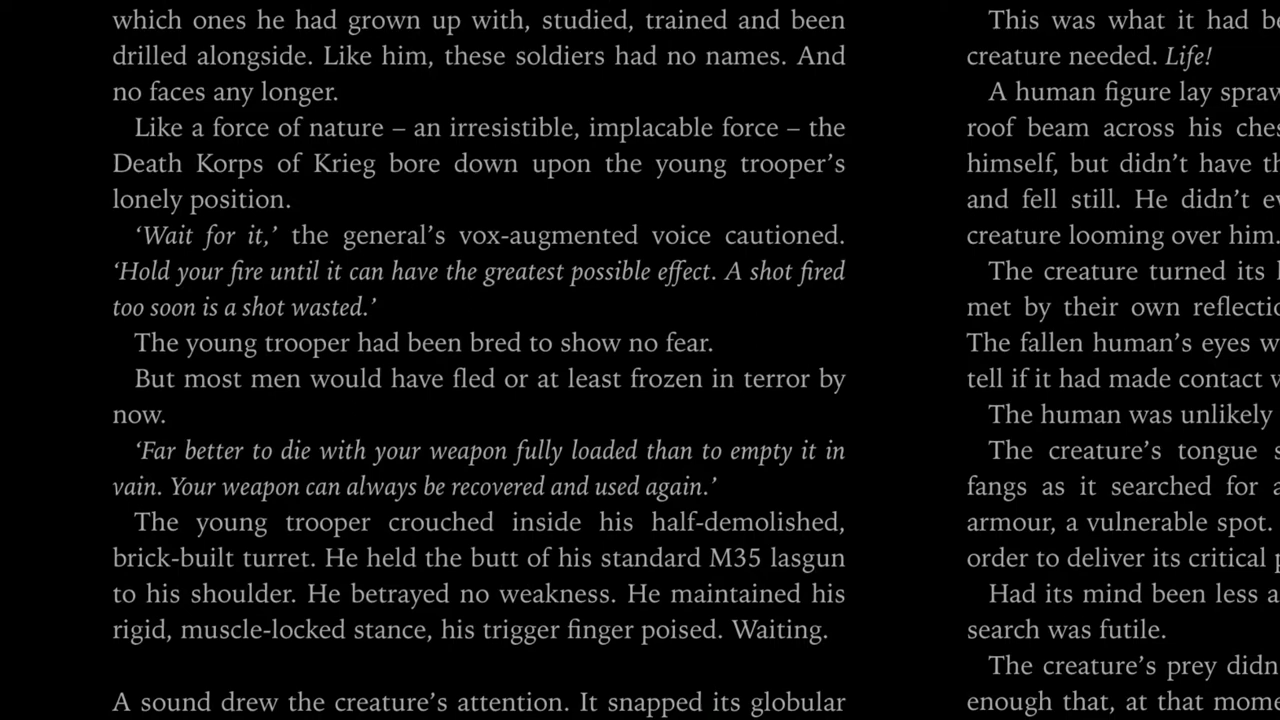 which ones he had grown up with, studied, trained and been
drilled alongside. Like him, these soldiers had no names. And
no faces any longer.
Like a force of nature – an irresistible, implacable force – the
Death Korps of Krieg bore down upon the young trooper’s
lonely position.
‘Wait for it,’ the general’s vox-augmented voice cautioned.
‘Hold your fire until it can have the greatest possible effect. A shot fired
too soon is a shot wasted.’
The young trooper had been bred to show no fear.
But most men would have fled or at least frozen in terror by
now.
‘Far better to die with your weapon fully loaded than to empty it in
vain. Your weapon can always be recovered and used again.’
The young trooper crouched inside his half-demolished,
brick-built turret. He held the butt of his standard M35 lasgun
to his shoulder. He betrayed no weakness. He maintained his
rigid, muscle-locked stance, his trigger finger poised. Waiting.
A sound drew the creature’s attention. It snapped its globular
This was what it had
creature needed. Life!
A human figure lay
roof beam across his
himself, but didn’t have
and fell still. He didn’t
creature looming over him.
The creature turned its
met by their own
The fallen human’s eyes
tell if it had made contact
The human was unlikely
The creature’s tongue
fangs as it searched for
armour, a vulnerable spot.
order to deliver its critical
Had its mind been less
search was futile.
The creature’s prey
enough that, at that